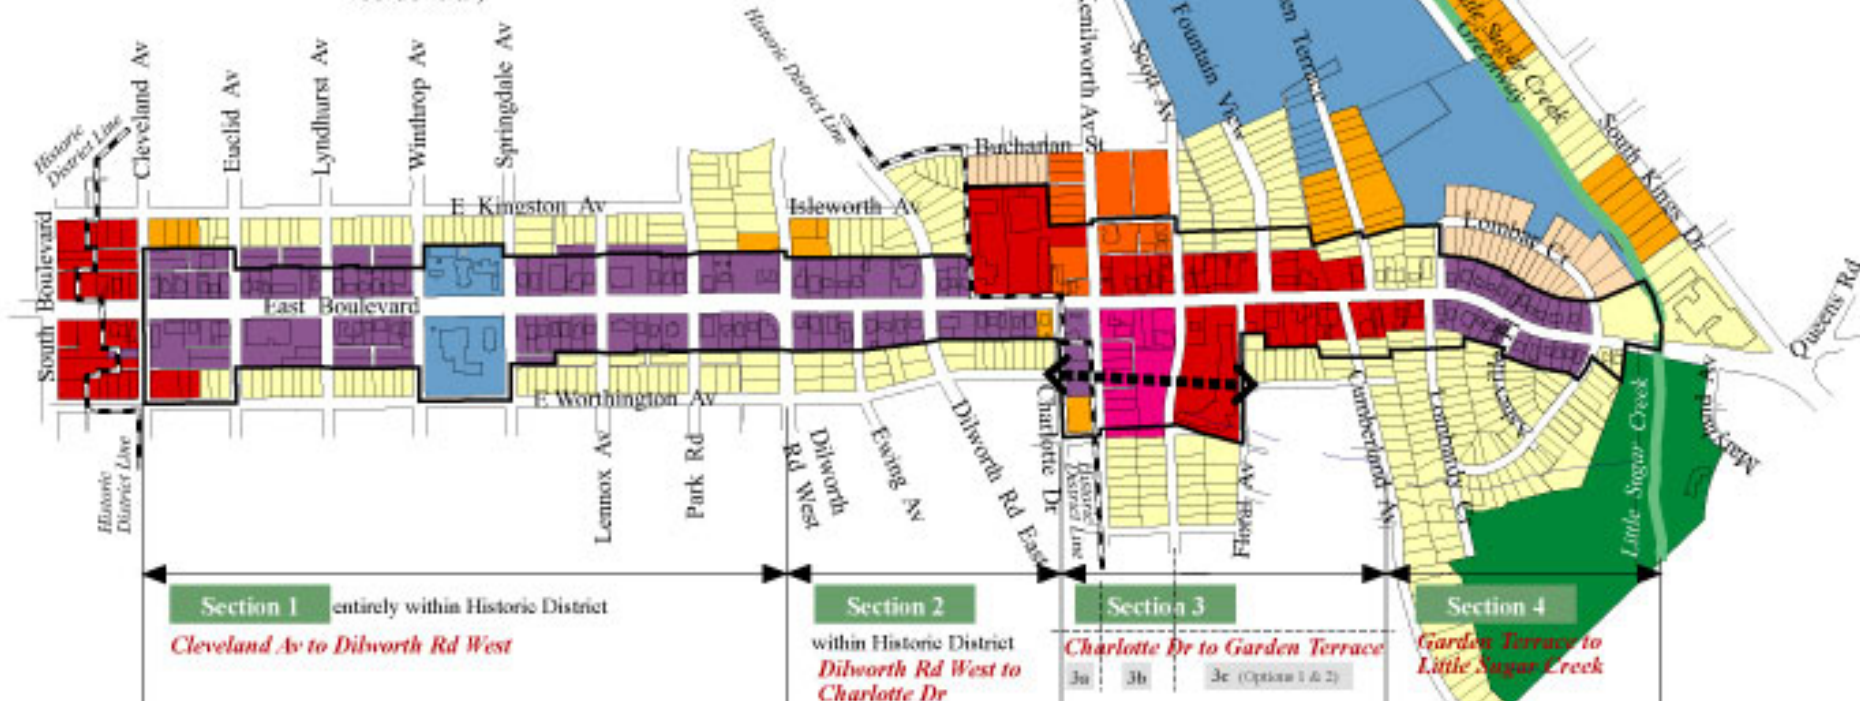 Historic
District Line
Cleveland Av
Euclid Av
Lyndhurst Av
Winthrop Av
Springdale Av
Historic District Line
Kenilworth Av
Scott Av
Fountain View
Terrace
Little Sugar Creek
Greenway
South Kings Dr
Queens Rd
Buchanan St
E Kingston Av
Isleworth Av
Lombar Ct
South Boulevard
East Boulevard
E Worthington Av
Historic
District Line
Lennox Av
Park Rd
Dilworth
Rd West
Ewing Av
Dilworth Rd East
Charlotte Dr
Historic
District Line
Floral Av
Cumberland Av
Lombardy Cr
Little Sugar Creek
Maryland Av
Section 1 entirely within Historic District
Cleveland Av to Dilworth Rd West
Section 2
within Historic District
Dilworth Rd West to
Charlotte Dr
Section 3
Charlotte Dr to Garden Terrace
3a 3b 3c (Options 1 & 2)
Section 4
Garden Terrace to
Little Sugar Creek